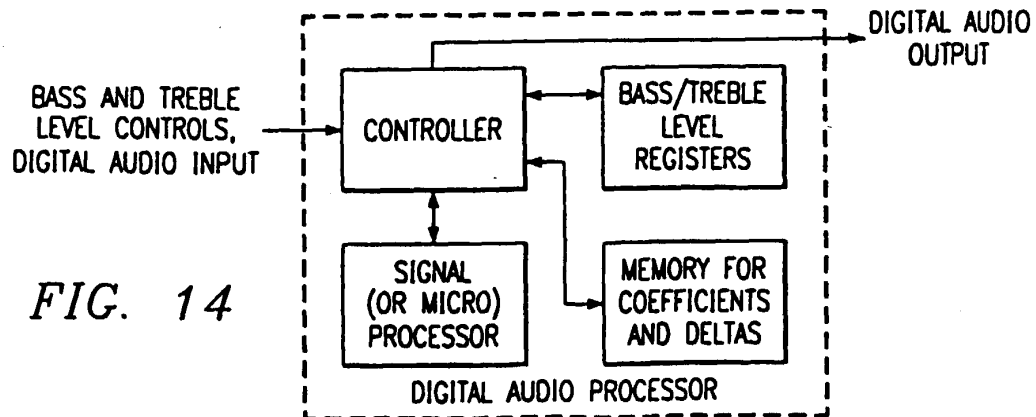 DIGITAL AUDIO
OUTPUT
BASS AND TREBLE
LEVEL CONTROLS,
DIGITAL AUDIO INPUT
CONTROLLER
BASS/TREBLE
LEVEL
REGISTERS
SIGNAL
(OR MICRO)
PROCESSOR
MEMORY FOR
COEFFICIENTS
AND DELTAS
DIGITAL AUDIO PROCESSOR
FIG. 14